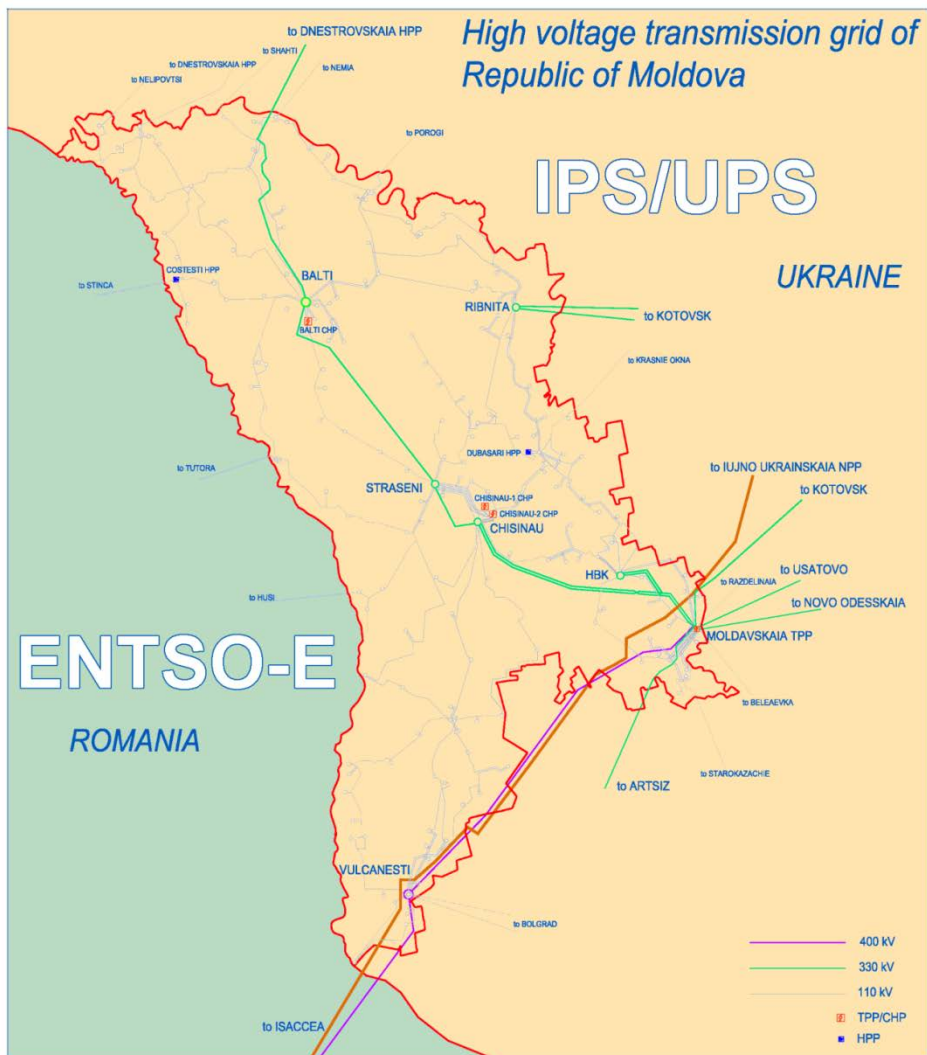 High voltage transmission grid of
Republic of Moldova
to DNESTROVSKAIA HPP
to SHAHTI
to DNESTROVSKAIA HPP
to NEMIA
to NELIPOVTBI
to POROGI
IPS/UPS
UKRAINE
COSTESTI HPP
to STINCA
BALTI
BALTI CHP
RIBNITA
to KOTOVSK
to KRASNIE OKNA
DUBASARI HPP
to TUTORA
STRASENI
CHISINAU-1 CHP
CHISINAU-2 CHP
CHISINAU
to IUJNO UKRAINSKAIA NPP
to KOTOVSK
HBK
to RAZDELINAIA
to USATOVO
to HUSI
to NOVO ODESSKAIA
MOLDAVSKAIA TPP
ENTSO-E
ROMANIA
to BELEAEVKA
to STAROKAZACHIE
to ARTSIZ
VULCANESTI
to BOLGRAD
to ISACCEA
400 kV
330 kV
110 kV
TPP/CHP
HPP